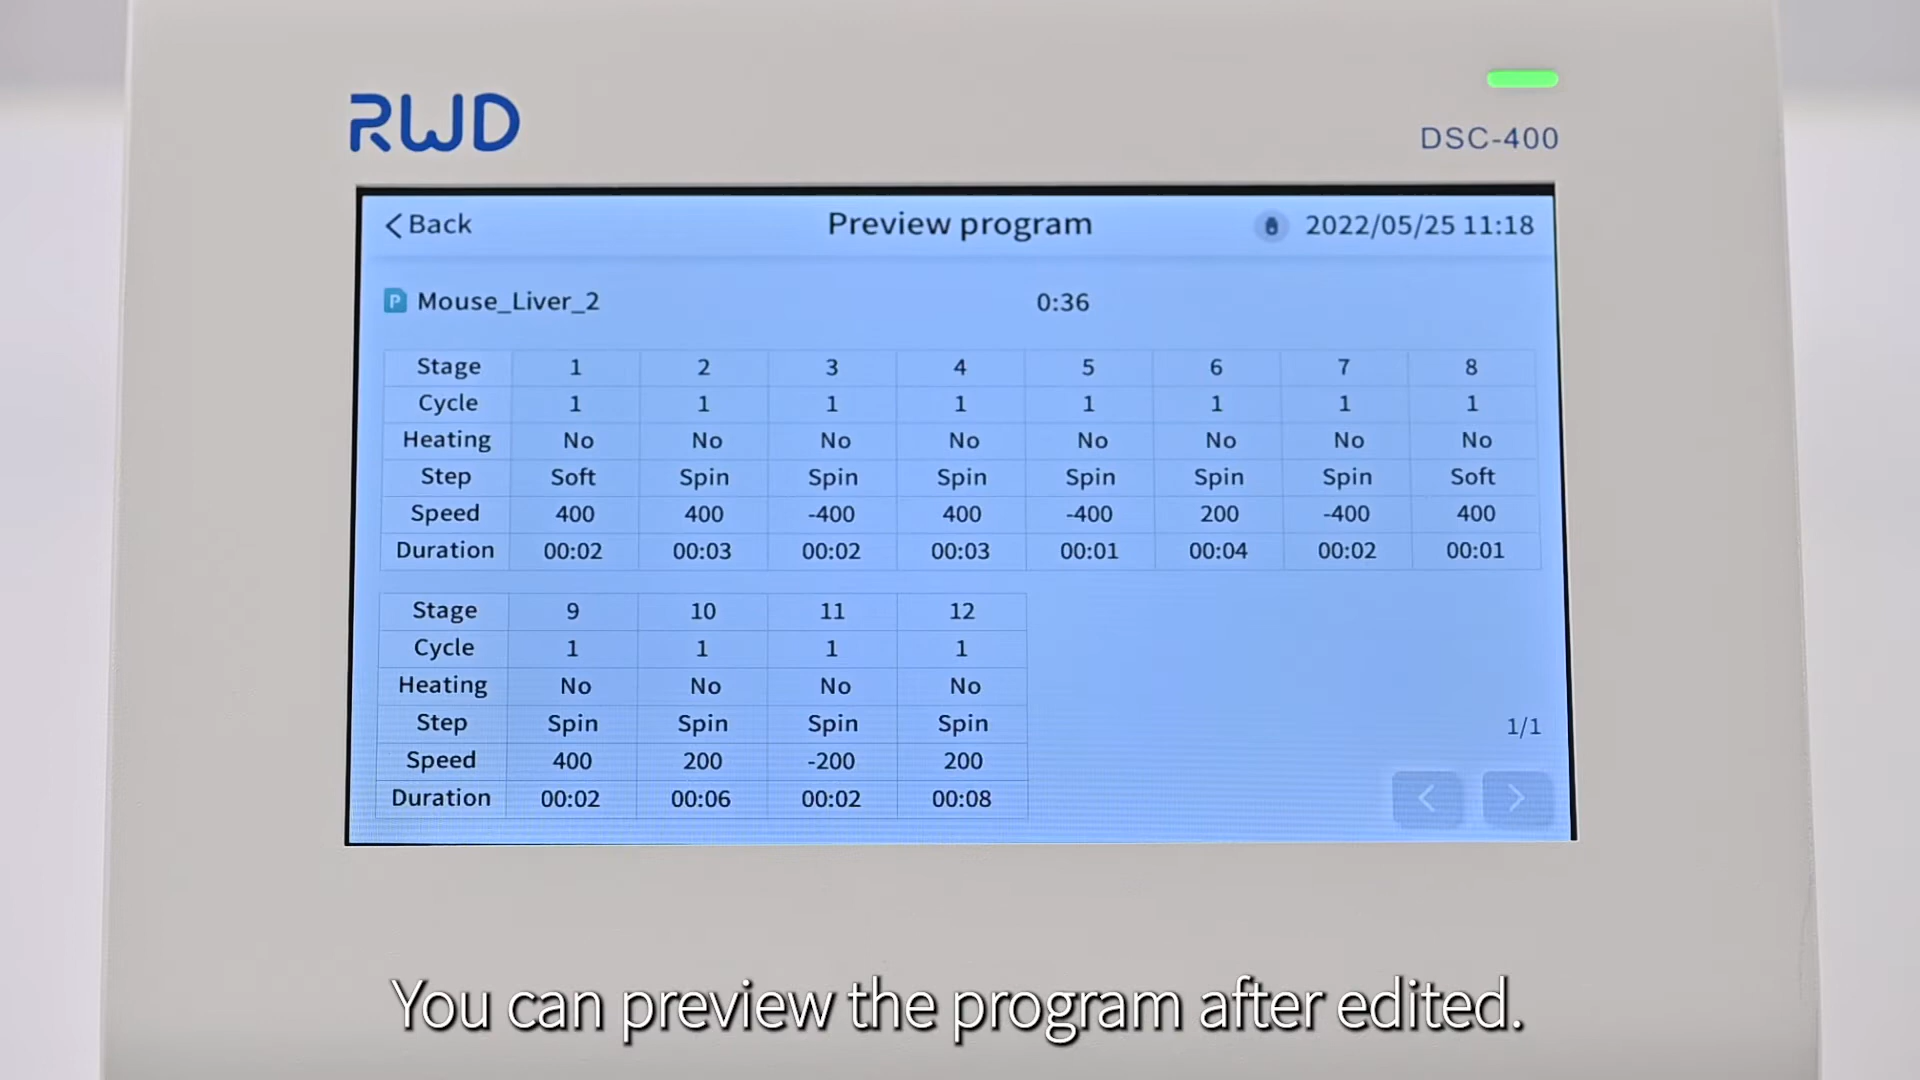 RWD
DSC-400
Back Preview program 2022/05/25 11:18
P Mouse_Liver_2 0:36
Stage 1 2 3 4 5 6 7 8
Cycle 1 1 1 1 1 1 1 1
Heating No No No No No No No No
Step Soft Spin Spin Spin Spin Spin Spin Soft
Speed 400 400 -400 400 -400 200 -400 400
Duration 00:02 00:03 00:02 00:03 00:01 00:04 00:02 00:01
Stage 9 10 11 12
Cycle 1 1 1 1
Heating No No No No
Step Spin Spin Spin Spin
Speed 400 200 -200 200
Duration 00:02 00:06 00:02 00:08
1/1
You can preview the program after edited.